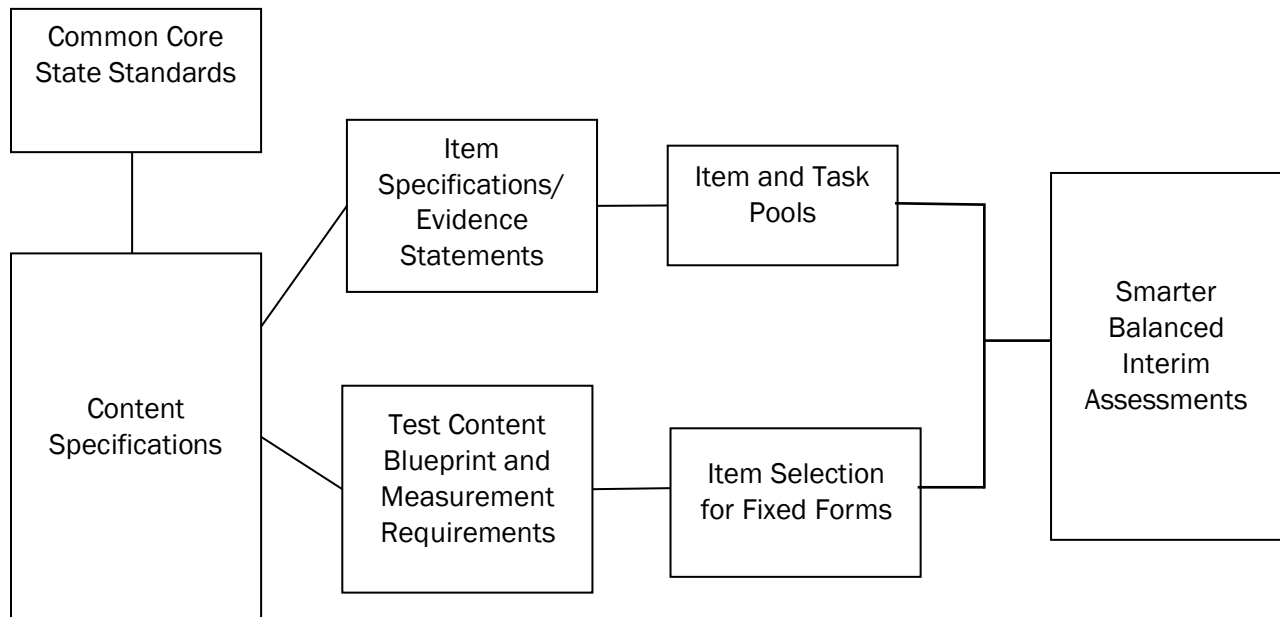 Common Core
State Standards
Item
Specifications/
Evidence
Statements
Item and Task
Pools
Smarter
Balanced
Interim
Assessments
Content
Specifications
Test Content
Blueprint and
Measurement
Requirements
Item Selection
for Fixed Forms